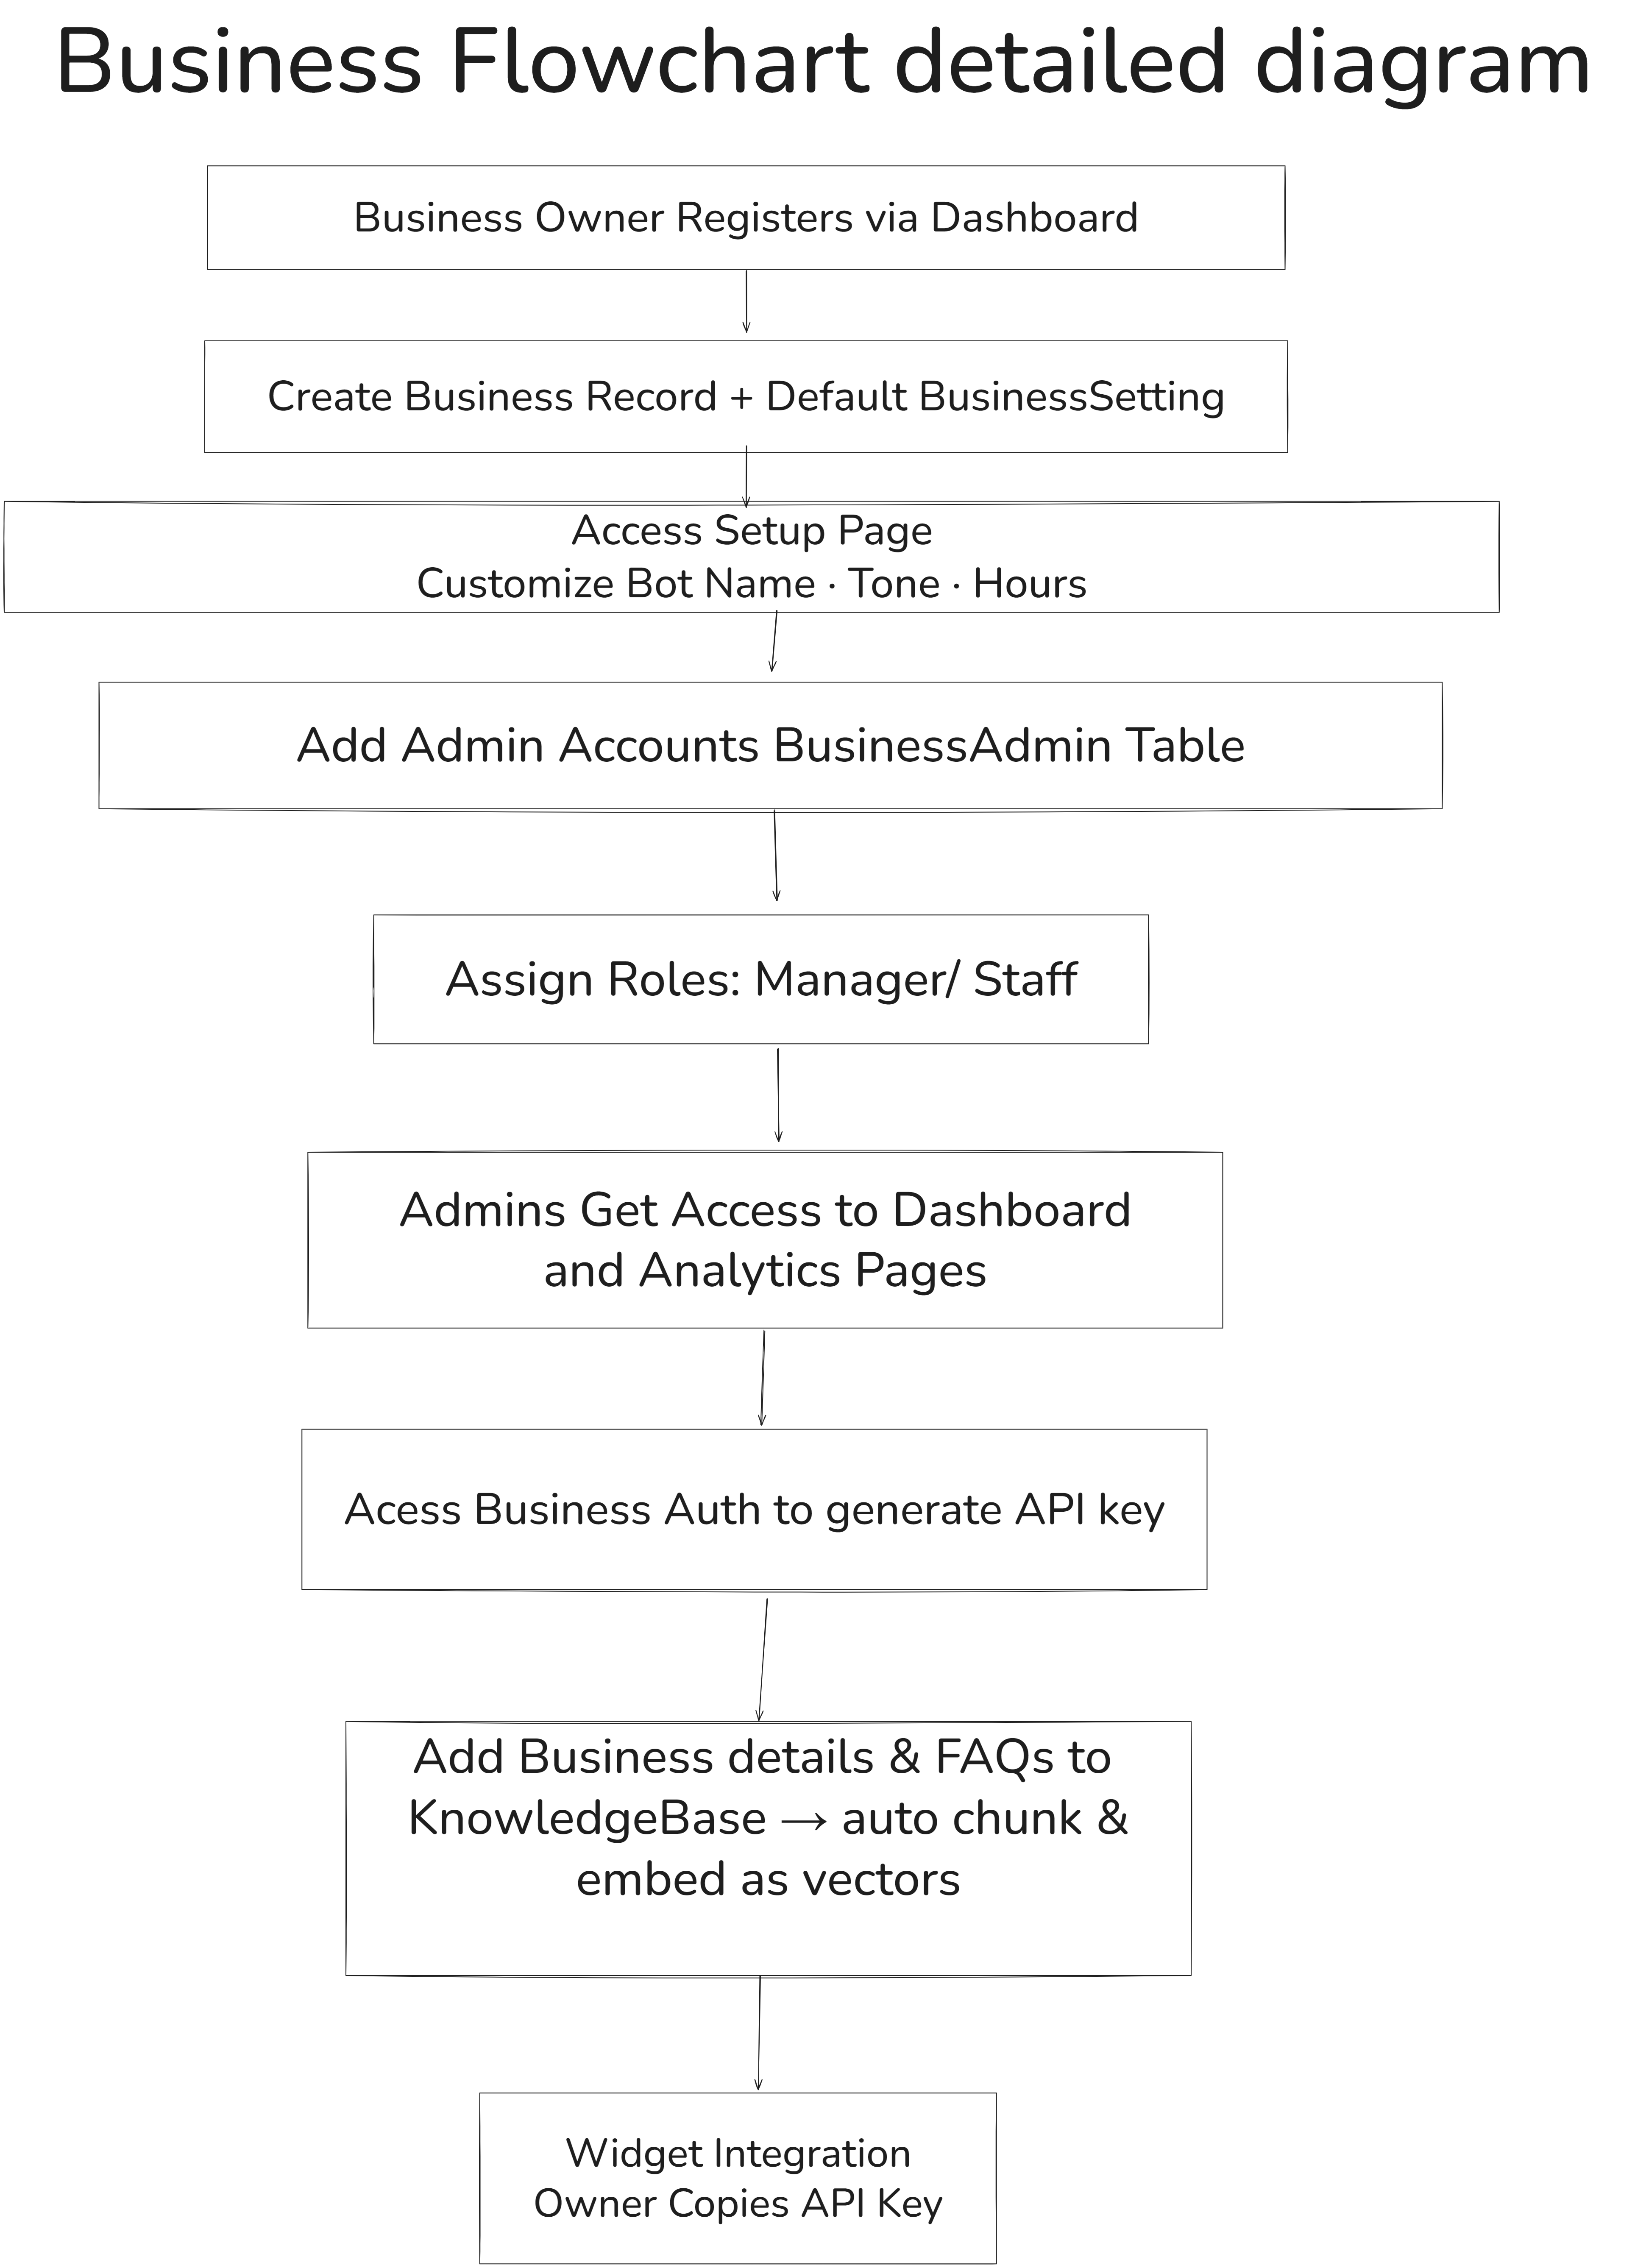 Business Flowchart detailed diagram
Business Owner Registers via Dashboard
Create Business Record + Default BusinessSetting
Access Setup Page
Customize Bot Name · Tone · Hours
Add Admin Accounts BusinessAdmin Table
Assign Roles: Manager/ Staff
Admins Get Access to Dashboard
and Analytics Pages
Acess Business Auth to generate API key
Add Business details & FAQs to
KnowledgeBase → auto chunk &
embed as vectors
Widget Integration
Owner Copies API Key